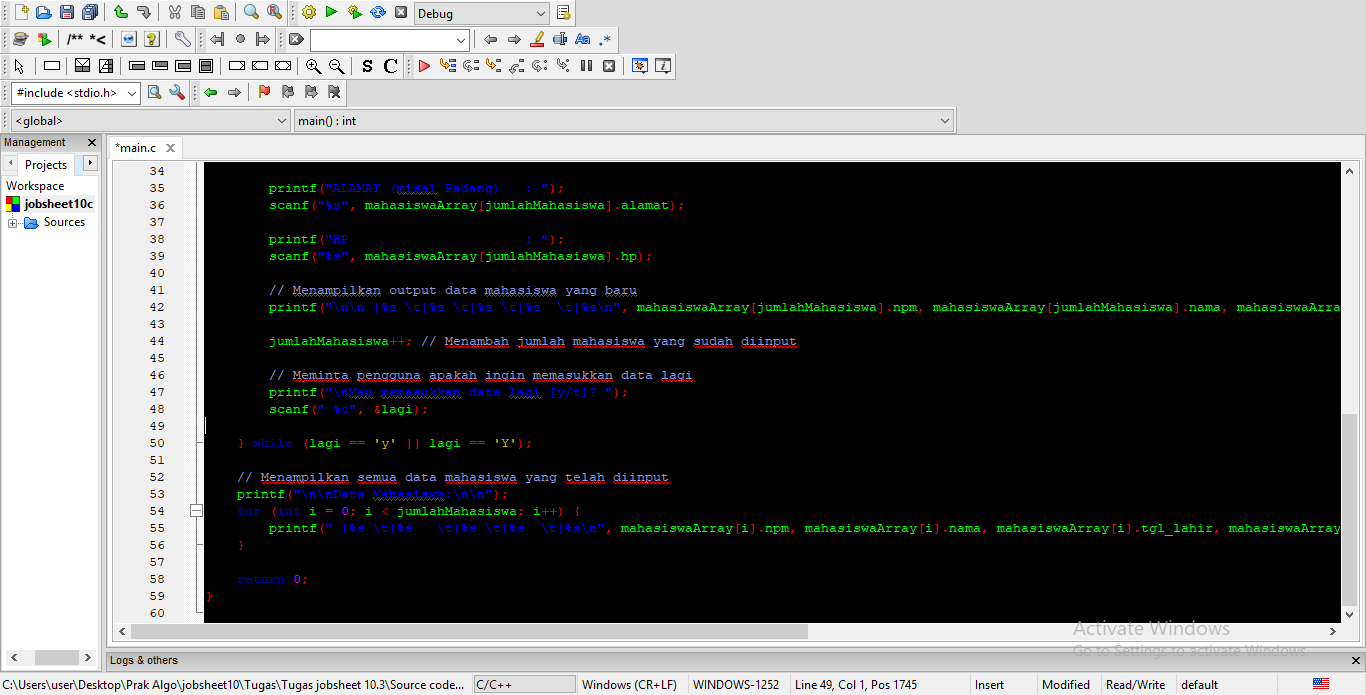 Debug
/** *<
S C
Aa .*
#include <stdio.h>
<global>
main() : int
Management
*main.c
Projects
Workspace
jobsheet10c
Sources
34
35 printf("ALAMAT (misal Padang)   : ");
36 scanf("%s", mahasiswaArray[jumlahMahasiswa].alamat);
37
38 printf("HP                      : ");
39 scanf("%s", mahasiswaArray[jumlahMahasiswa].hp);
40
41 // Menampilkan output data mahasiswa yang baru
42 printf("\n\n |%s \t|%s \t|%s \t|%s  \t|%s\n", mahasiswaArray[jumlahMahasiswa].npm, mahasiswaArray[jumlahMahasiswa].nama, mahasiswaArra
43
44 jumlahMahasiswa++; // Menambah jumlah mahasiswa yang sudah diinput
45
46 // Meminta pengguna apakah ingin memasukkan data lagi
47 printf("\nMau memasukkan data lagi [y/t]? ");
48 scanf(" %c", &lagi);
49
50 } while (lagi == 'y' || lagi == 'Y');
51
52 // Menampilkan semua data mahasiswa yang telah diinput
53 printf("\n\nData Mahasiswa:\n\n");
54 for (int i = 0; i < jumlahMahasiswa; i++) {
55 printf(" |%s \t|%s   \t|%s \t|%s  \t|%s\n", mahasiswaArray[i].npm, mahasiswaArray[i].nama, mahasiswaArray[i].tgl_lahir, mahasiswaArray
56 }
57
58 return 0;
59 }
60
Activate Windows
Go to Settings to activate Windows.
Logs & others
C:\Users\user\Desktop\Prak Algo\jobsheet10\Tugas\Tugas jobsheet 10.3\Source code...
C/C++
Windows (CR+LF)
WINDOWS-1252
Line 49, Col 1, Pos 1745
Insert
Modified
Read/Write
default